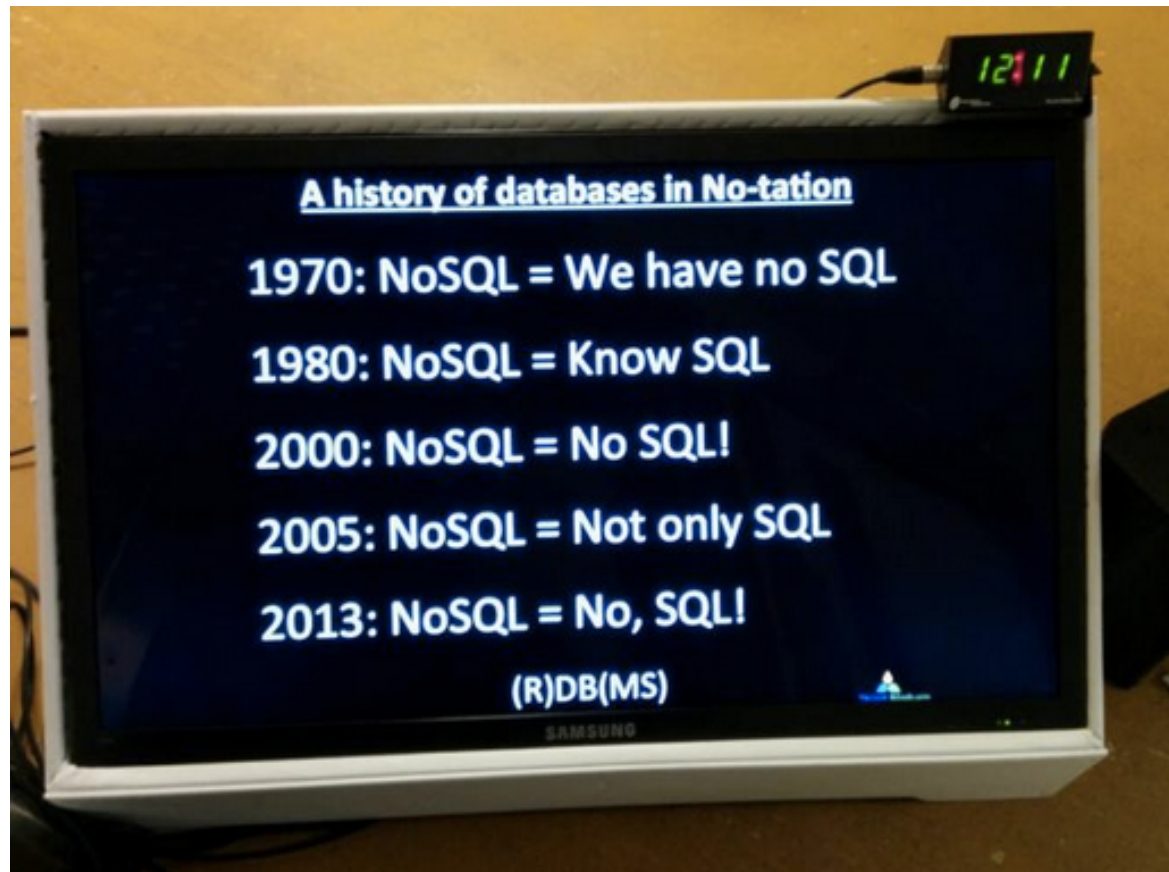 12:11
A history of databases in No-tation
1970: NoSQL = We have no SQL
1980: NoSQL = Know SQL
2000: NoSQL = No SQL!
2005: NoSQL = Not only SQL
2013: NoSQL = No, SQL!
(R)DB(MS)
SAMSUNG